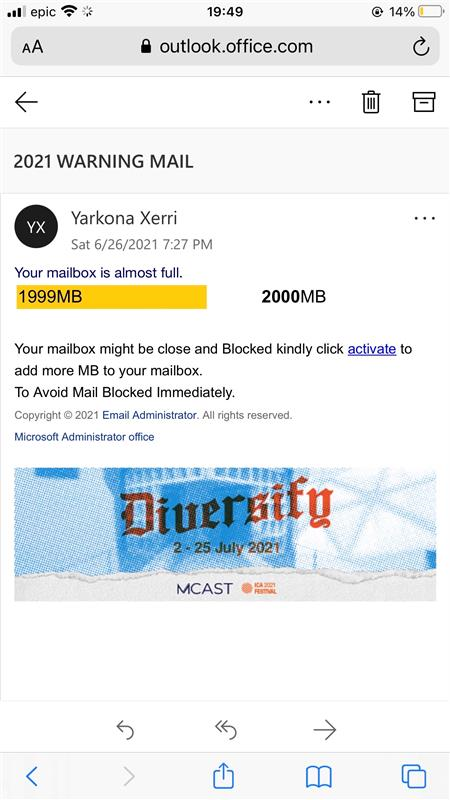 epic 19:49 14%
AA outlook.office.com
2021 WARNING MAIL
YX Yarkona Xerri
Sat 6/26/2021 7:27 PM
Your mailbox is almost full.
1999MB 2000MB
Your mailbox might be close and Blocked kindly click activate to
add more MB to your mailbox.
To Avoid Mail Blocked Immediately.
Copyright © 2021 Email Administrator. All rights reserved.
Microsoft Administrator office
Diversify
2 - 25 July 2021
MCAST ICA 2021
FESTIVAL